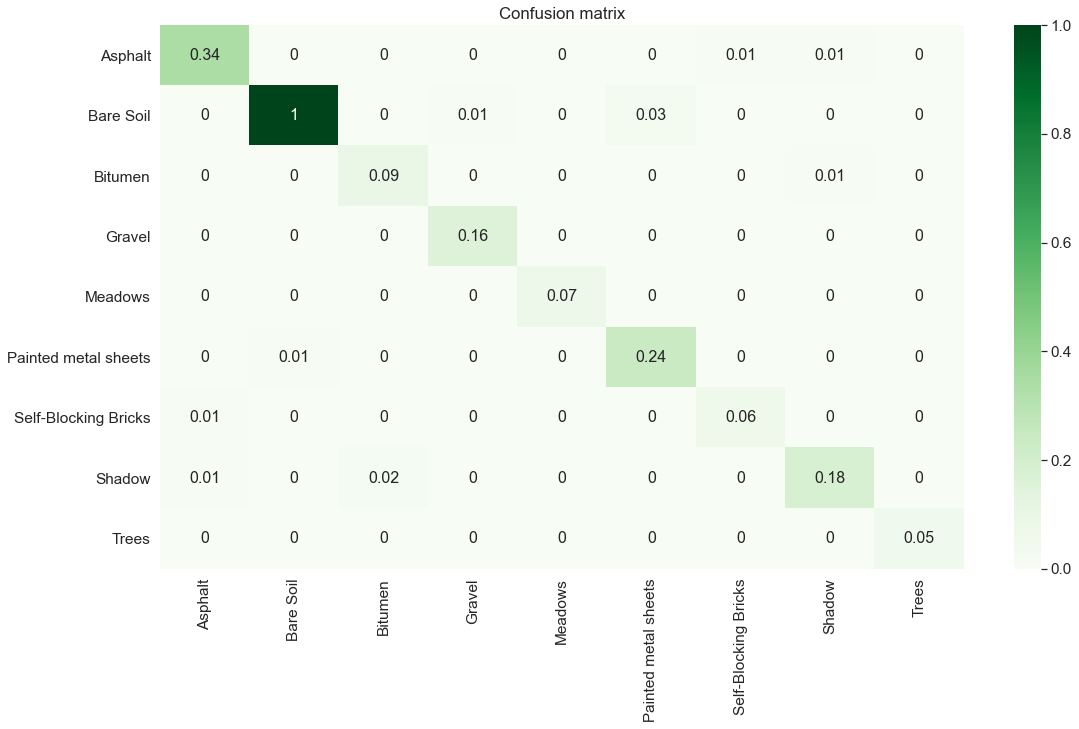 Confusion matrix
Asphalt 0.34 0 0 0 0 0 0.01 0.01 0
Bare Soil 0 1 0 0.01 0 0.03 0 0 0
Bitumen 0 0 0.09 0 0 0 0 0.01 0
Gravel 0 0 0 0.16 0 0 0 0 0
Meadows 0 0 0 0 0.07 0 0 0 0
Painted metal sheets 0 0.01 0 0 0 0.24 0 0 0
Self-Blocking Bricks 0.01 0 0 0 0 0 0.06 0 0
Shadow 0.01 0 0.02 0 0 0 0 0.18 0
Trees 0 0 0 0 0 0 0 0 0.05
Asphalt
Bare Soil
Bitumen
Gravel
Meadows
Painted metal sheets
Self-Blocking Bricks
Shadow
Trees
1.0
0.8
0.6
0.4
0.2
0.0